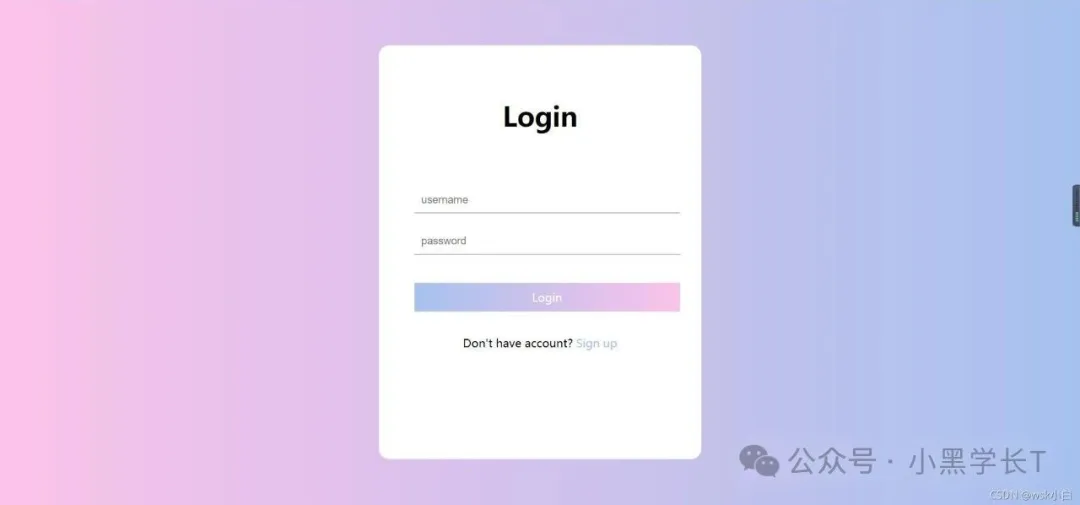 Login
username
password
Login
Don't have account? Sign up
公众号 · 小黑学长T
CSDN @wsk小白